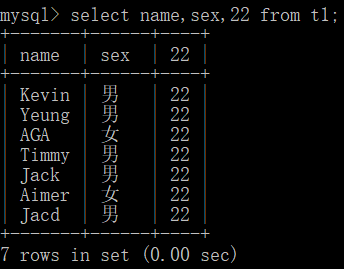 mysql> select name,sex,22 from t1;
+-------+------+----+
| name | sex | 22 |
+-------+------+----+
| Kevin | 男 | 22 |
| Yeung | 男 | 22 |
| AGA | 女 | 22 |
| Timmy | 男 | 22 |
| Jack | 男 | 22 |
| Aimer | 女 | 22 |
| Jacd | 男 | 22 |
+-------+------+----+
7 rows in set (0.00 sec)